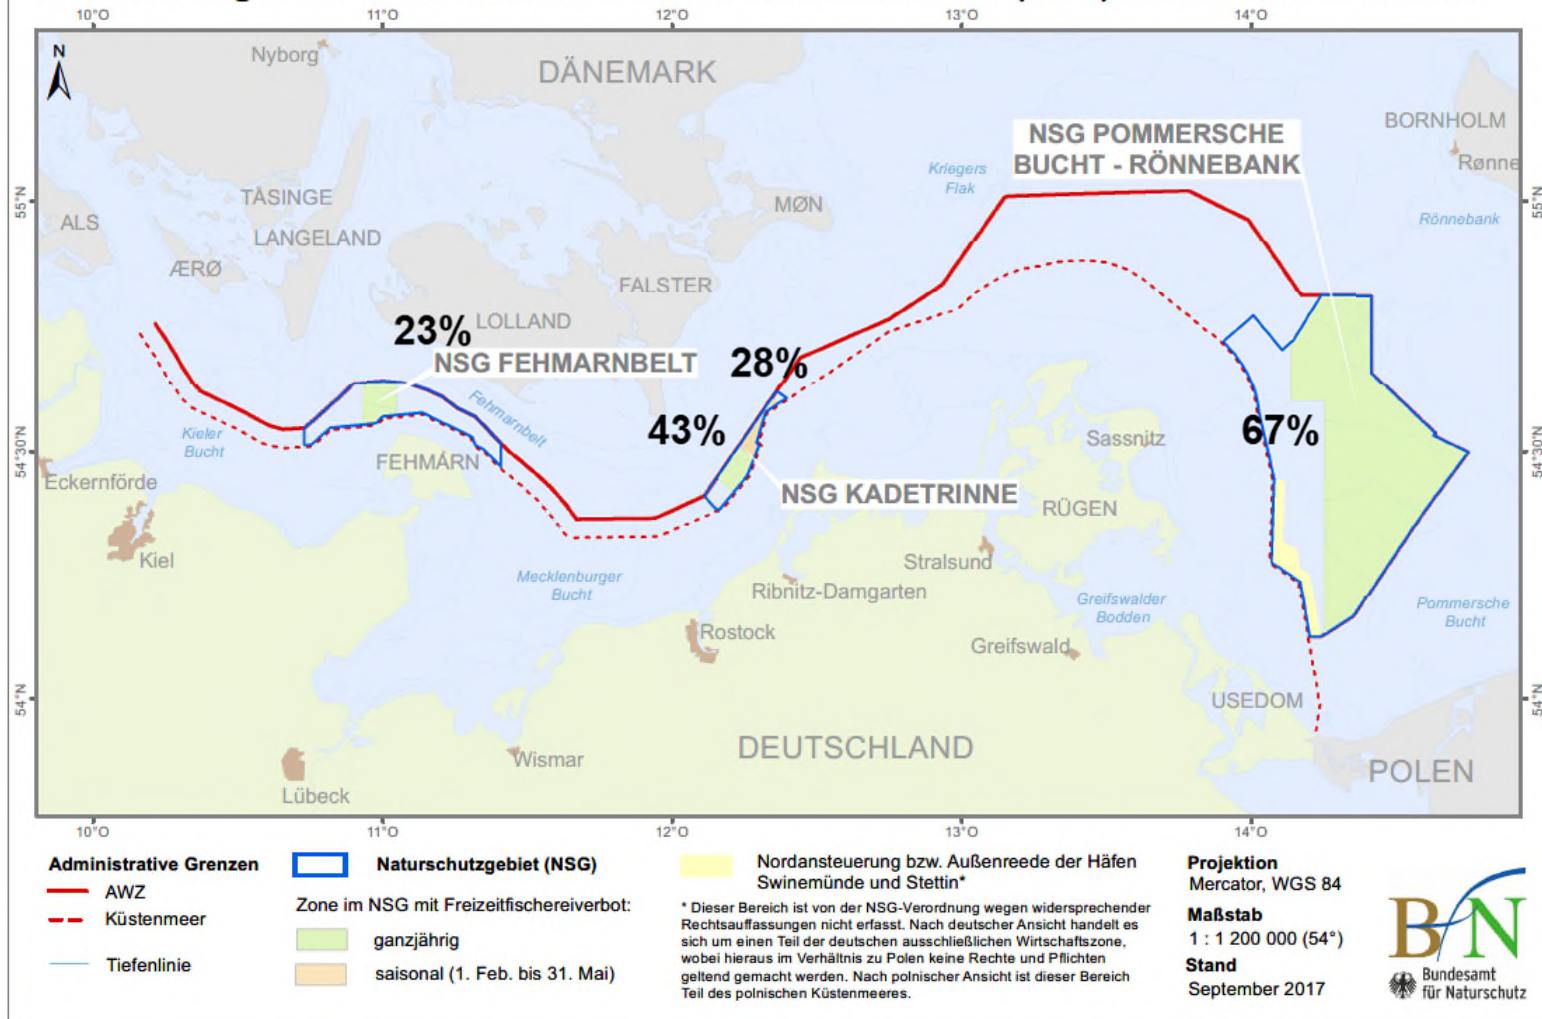 10°O
11°O
12°O
13°O
14°O
N
Nyborg
DÄNEMARK
BORNHOLM
Rønne
NSG POMMERSCHE
BUCHT - RÖNNEBANK
Kriegers
Flak
55°N
55°N
TÅSINGE
MØN
ALS
LANGELAND
Rönnebank
ÆRØ
FALSTER
23%
LOLLAND
NSG FEHMARNBELT
28%
Fehmarnbelt
Kieler
Bucht
43%
67%
Sassnitz
54°30'N
54°30'N
FEHMARN
Eckernförde
NSG KADETRINNE
RÜGEN
Kiel
Stralsund
Mecklenburger
Bucht
Ribnitz-Damgarten
Greifswalder
Bodden
Pommersche
Bucht
Rostock
Greifswald
54°N
54°N
USEDOM
DEUTSCHLAND
Wismar
POLEN
Lübeck
10°O
11°O
12°O
13°O
14°O
Administrative Grenzen
AWZ
Küstenmeer
Tiefenlinie
Naturschutzgebiet (NSG)
Zone im NSG mit Freizeitfischereiverbot:
ganzjährig
saisonal (1. Feb. bis 31. Mai)
Nordansteuerung bzw. Außenreede der Häfen
Swinemünde und Stettin*
* Dieser Bereich ist von der NSG-Verordnung wegen widersprechender
Rechtsauffassungen nicht erfasst. Nach deutscher Ansicht handelt es
sich um einen Teil der deutschen ausschließlichen Wirtschaftszone,
wobei hieraus im Verhältnis zu Polen keine Rechte und Pflichten
geltend gemacht werden. Nach polnischer Ansicht ist dieser Bereich
Teil des polnischen Küstenmeeres.
Projektion
Mercator, WGS 84
Maßstab
1 : 1 200 000 (54°)
Stand
September 2017
BfN
Bundesamt
für Naturschutz